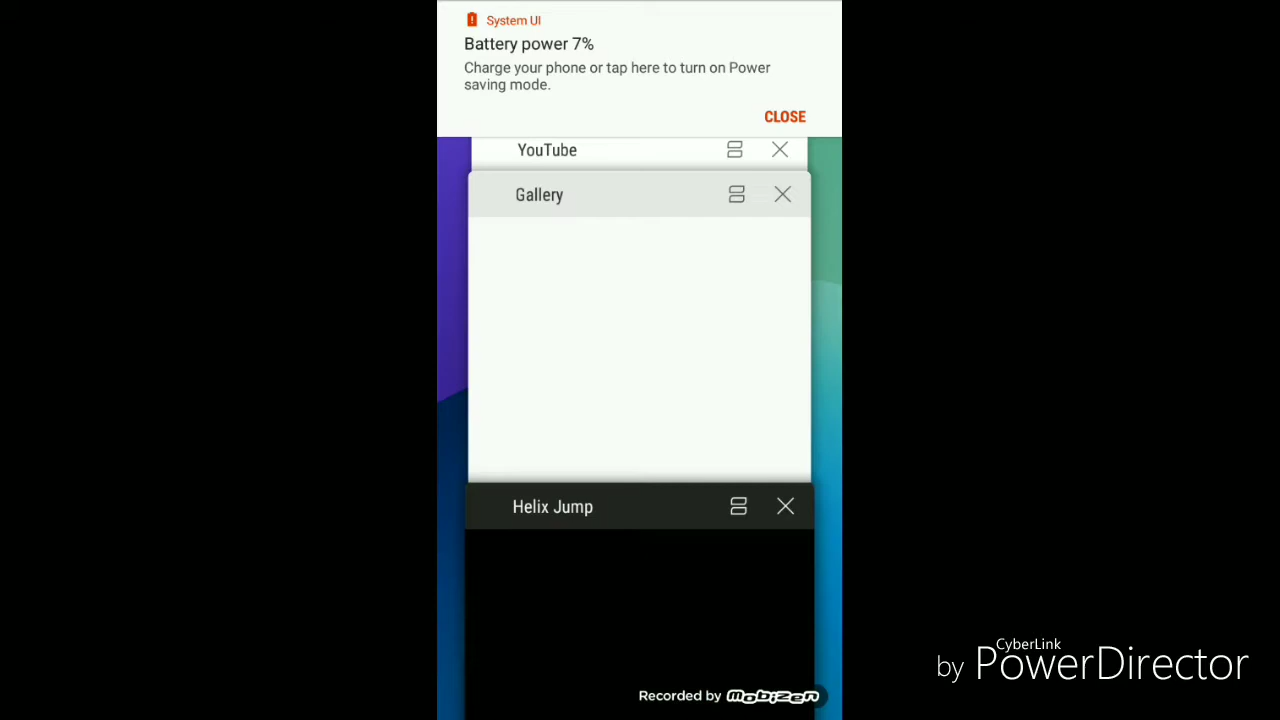 System UI
Battery power 7%
Charge your phone or tap here to turn on Power
saving mode.
CLOSE
YouTube
Gallery
Helix Jump
Recorded by mobizen
CyberLink
by PowerDirector